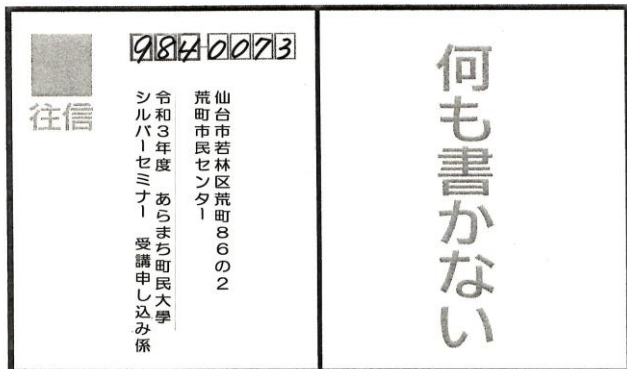 9840073
往信
仙台市若林区荒町86の2
荒町市民センター
令和3年度 あらまち町民大學
シルバーセミナー 受講申し込み係
何も書かない